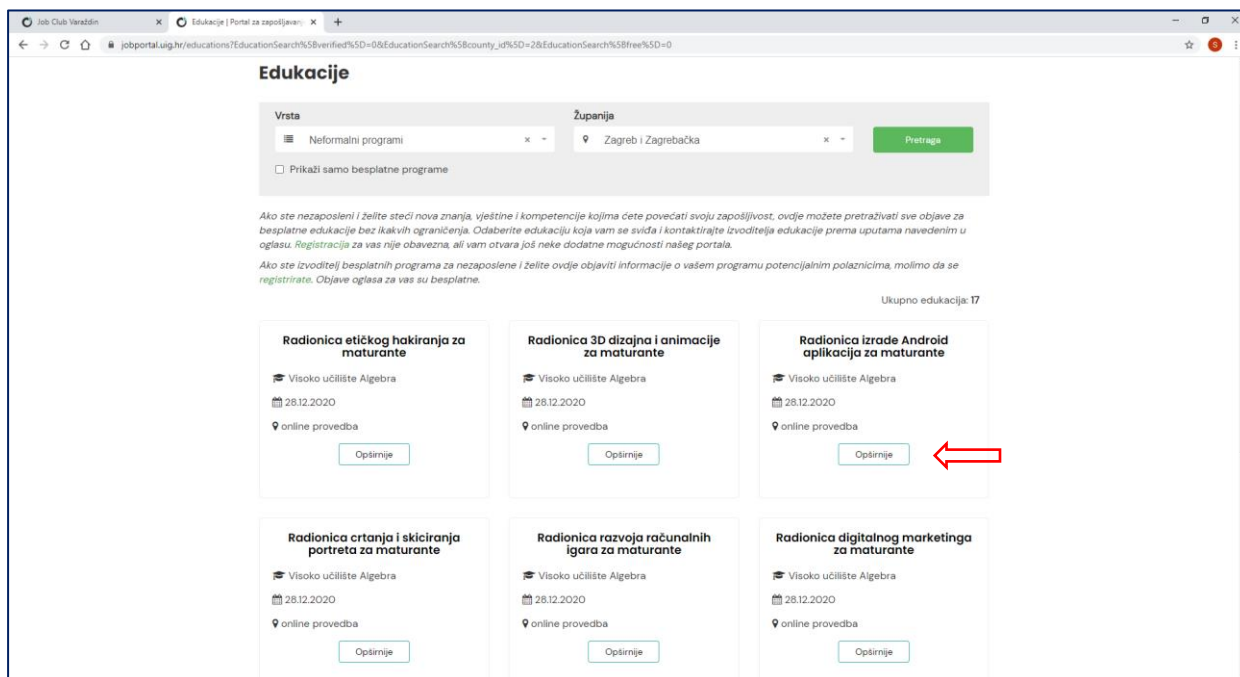 Job Club Varaždin
Edukacije | Portal za zapošljavanj
jobportal.uig.hr/educations?EducationSearch%5Bverified%5D=0&EducationSearch%5Bcounty_id%5D=2&EducationSearch%5Bfree%5D=0
S
Edukacije
Vrsta Županija
Neformalni programi Zagreb i Zagrebačka Pretraga
Prikaži samo besplatne programe
Ako ste nezaposleni i želite steći nova znanja, vještine i kompetencije kojima ćete povećati svoju zapošljivost, ovdje možete pretraživati sve objave za
besplatne edukacije bez ikakvih ograničenja. Odaberite edukaciju koja vam se sviđa i kontaktirajte izvoditelja edukacije prema uputama navedenim u
oglasu. Registracija za vas nije obavezna, ali vam otvara još neke dodatne mogućnosti našeg portala.
Ako ste izvoditelj besplatnih programa za nezaposlene i želite ovdje objaviti informacije o vašem programu potencijalnim polaznicima, molimo da se
registrirate. Objave oglasa za vas su besplatne.
Ukupno edukacija: 17
Radionica etičkog hakiranja za
maturante
Visoko učilište Algebra
28.12.2020
online provedba
Opširnije
Radionica 3D dizajna i animacije
za maturante
Visoko učilište Algebra
28.12.2020
online provedba
Opširnije
Radionica izrade Android
aplikacija za maturante
Visoko učilište Algebra
28.12.2020
online provedba
Opširnije
Radionica crtanja i skiciranja
portreta za maturante
Visoko učilište Algebra
28.12.2020
online provedba
Opširnije
Radionica razvoja računalnih
igara za maturante
Visoko učilište Algebra
28.12.2020
online provedba
Opširnije
Radionica digitalnog marketinga
za maturante
Visoko učilište Algebra
28.12.2020
online provedba
Opširnije